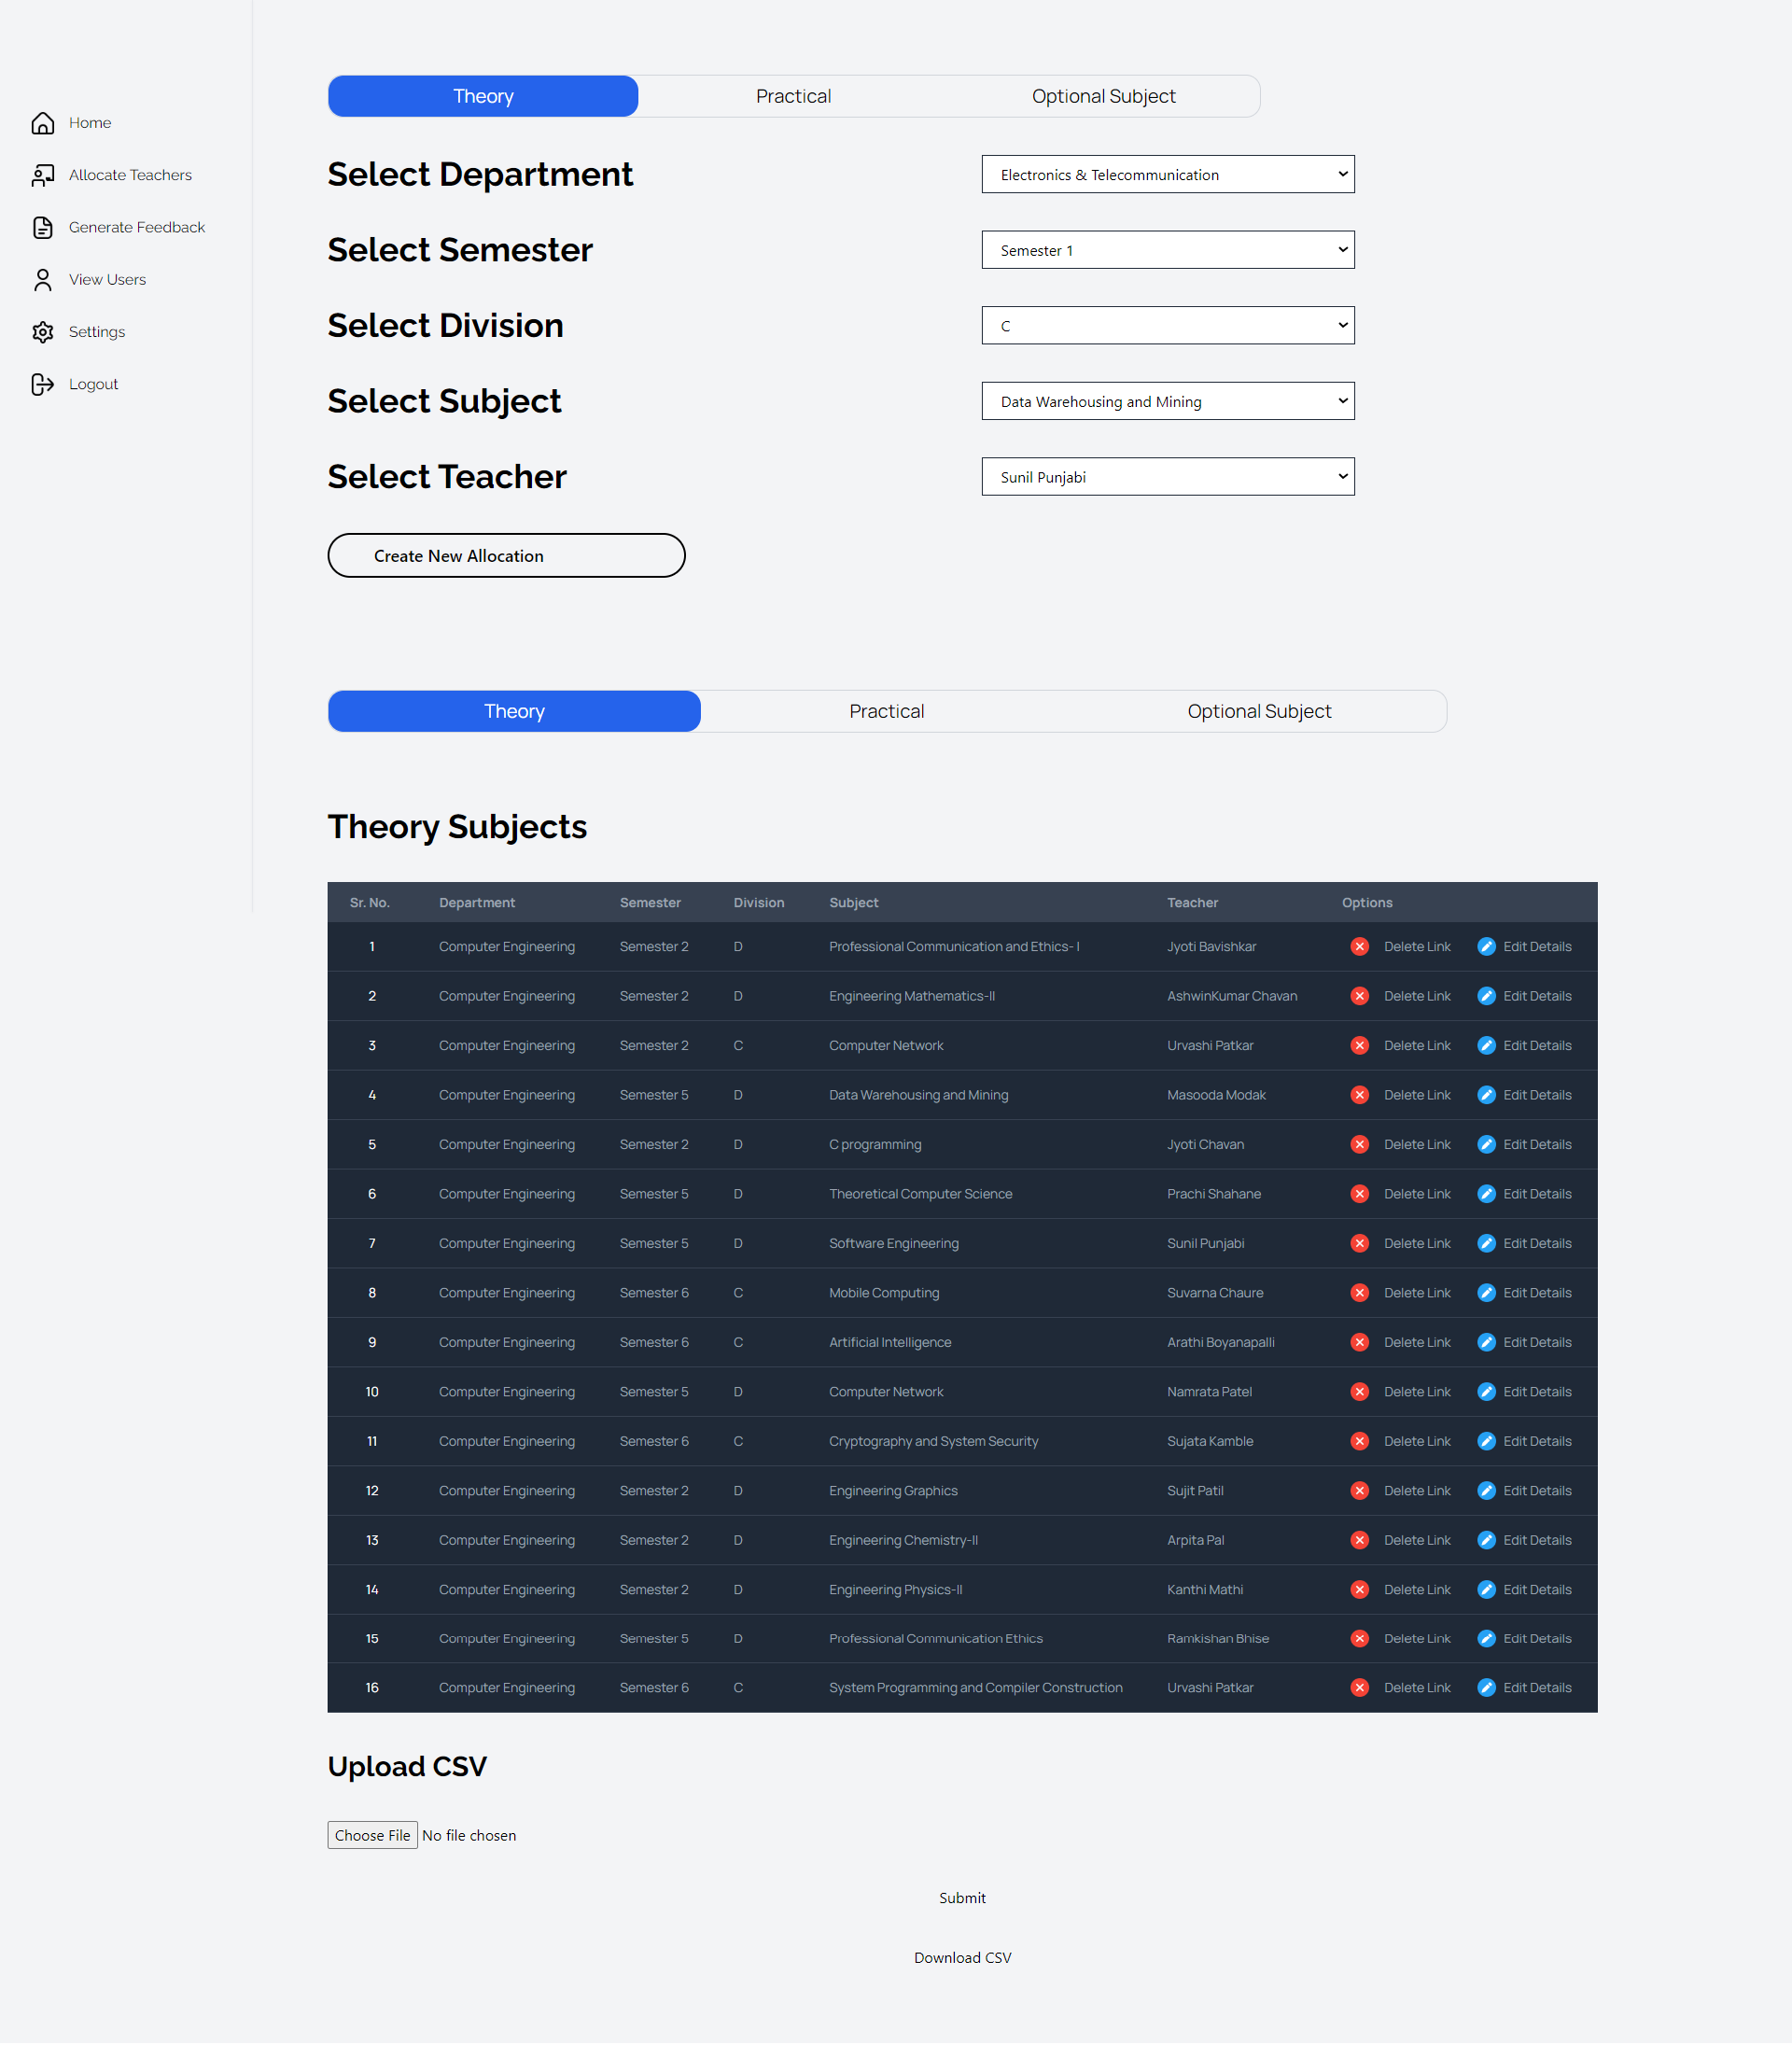 Home
Allocate Teachers
Generate Feedback
View Users
Settings
Logout
Theory Practical Optional Subject
Select Department Electronics & Telecommunication
Select Semester Semester 1
Select Division C
Select Subject Data Warehousing and Mining
Select Teacher Sunil Punjabi
Create New Allocation
Theory Practical Optional Subject
Theory Subjects
Sr. No. Department Semester Division Subject Teacher Options
1 Computer Engineering Semester 2 D Professional Communication and Ethics- I Jyoti Bavishkar Delete Link Edit Details
2 Computer Engineering Semester 2 D Engineering Mathematics-II AshwinKumar Chavan Delete Link Edit Details
3 Computer Engineering Semester 2 C Computer Network Urvashi Patkar Delete Link Edit Details
4 Computer Engineering Semester 5 D Data Warehousing and Mining Masooda Modak Delete Link Edit Details
5 Computer Engineering Semester 2 D C programming Jyoti Chavan Delete Link Edit Details
6 Computer Engineering Semester 5 D Theoretical Computer Science Prachi Shahane Delete Link Edit Details
7 Computer Engineering Semester 5 D Software Engineering Sunil Punjabi Delete Link Edit Details
8 Computer Engineering Semester 6 C Mobile Computing Suvarna Chaure Delete Link Edit Details
9 Computer Engineering Semester 6 C Artificial Intelligence Arathi Boyanapalli Delete Link Edit Details
10 Computer Engineering Semester 5 D Computer Network Namrata Patel Delete Link Edit Details
11 Computer Engineering Semester 6 C Cryptography and System Security Sujata Kamble Delete Link Edit Details
12 Computer Engineering Semester 2 D Engineering Graphics Sujit Patil Delete Link Edit Details
13 Computer Engineering Semester 2 D Engineering Chemistry-II Arpita Pal Delete Link Edit Details
14 Computer Engineering Semester 2 D Engineering Physics-II Kanthi Mathi Delete Link Edit Details
15 Computer Engineering Semester 5 D Professional Communication Ethics Ramkishan Bhise Delete Link Edit Details
16 Computer Engineering Semester 6 C System Programming and Compiler Construction Urvashi Patkar Delete Link Edit Details
Upload CSV
Choose File No file chosen
Submit
Download CSV